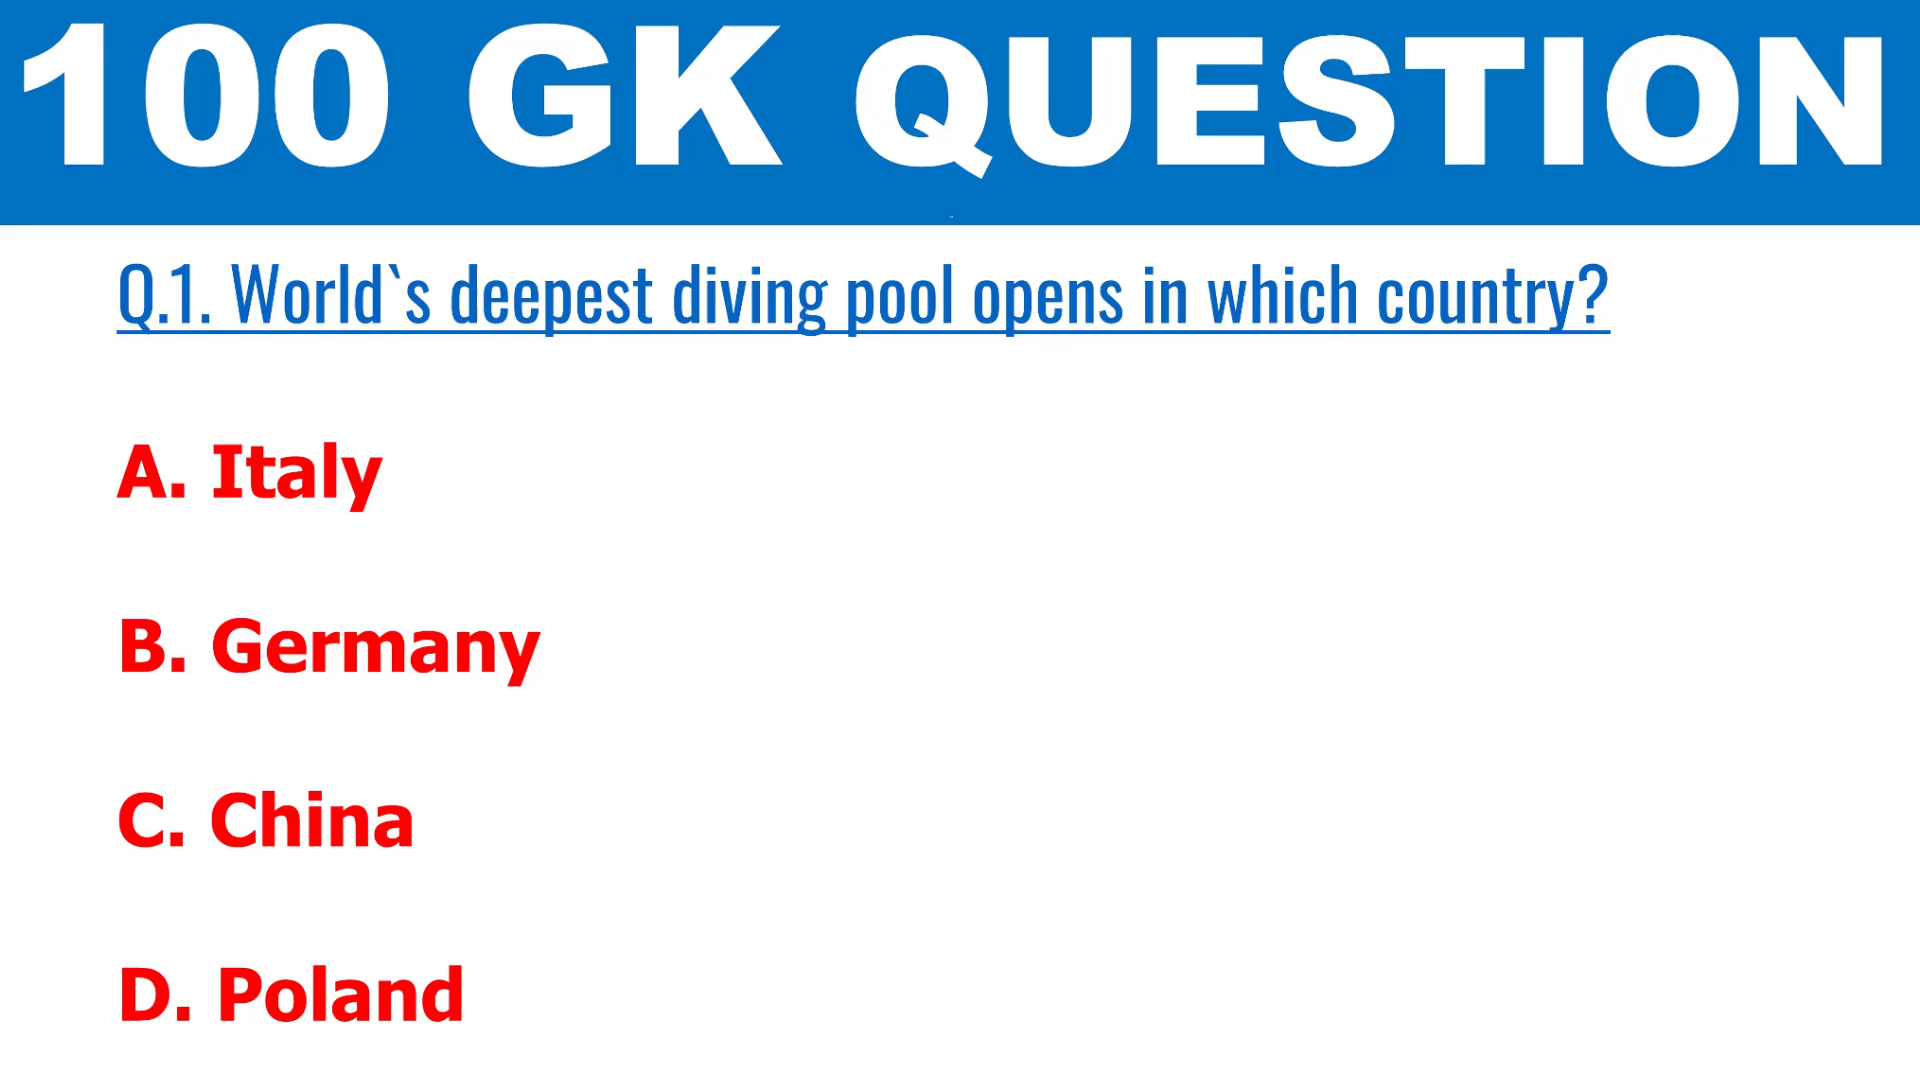 100 GK QUESTION
Q.1. World`s deepest diving pool opens in which country?
A. Italy
B. Germany
C. China
D. Poland